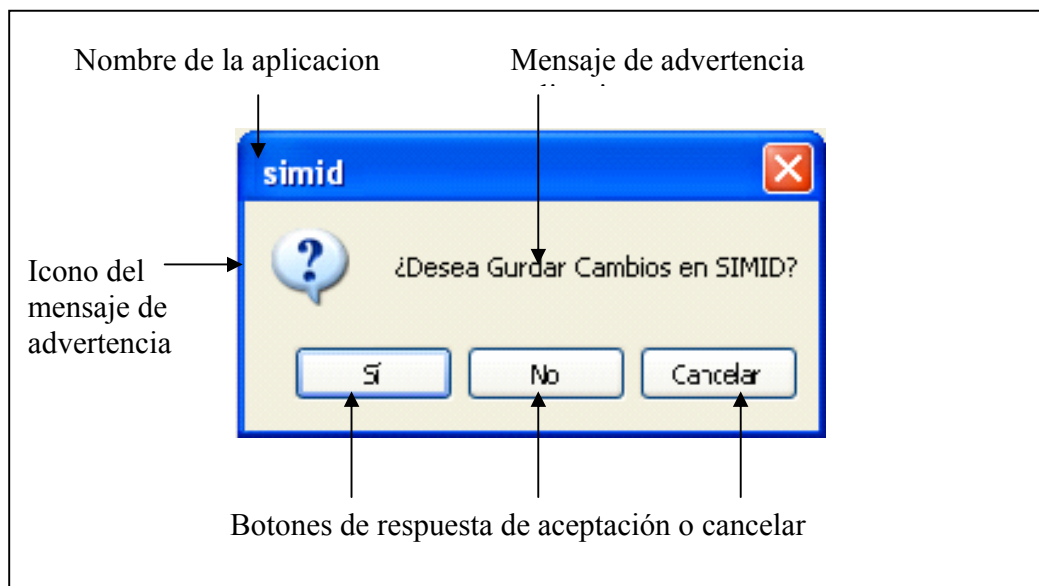 Nombre de la aplicacion
Mensaje de advertencia
simid
¿Desea Gurdar Cambios en SIMID?
Icono del
mensaje de
advertencia
Sí
No
Cancelar
Botones de respuesta de aceptación o cancelar